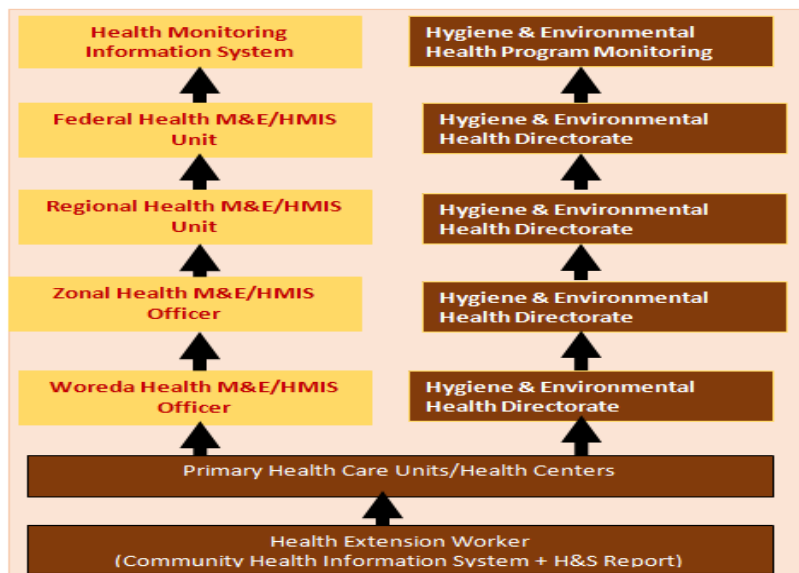 Health Monitoring
Information System
Hygiene & Environmental
Health Program Monitoring
Federal Health M&E/HMIS
Unit
Hygiene & Environmental
Health Directorate
Regional Health M&E/HMIS
Unit
Hygiene & Environmental
Health Directorate
Zonal Health M&E/HMIS
Officer
Hygiene & Environmental
Health Directorate
Woreda Health M&E/HMIS
Officer
Hygiene & Environmental
Health Directorate
Primary Health Care Units/Health Centers
Health Extension Worker
(Community Health Information System + H&S Report)